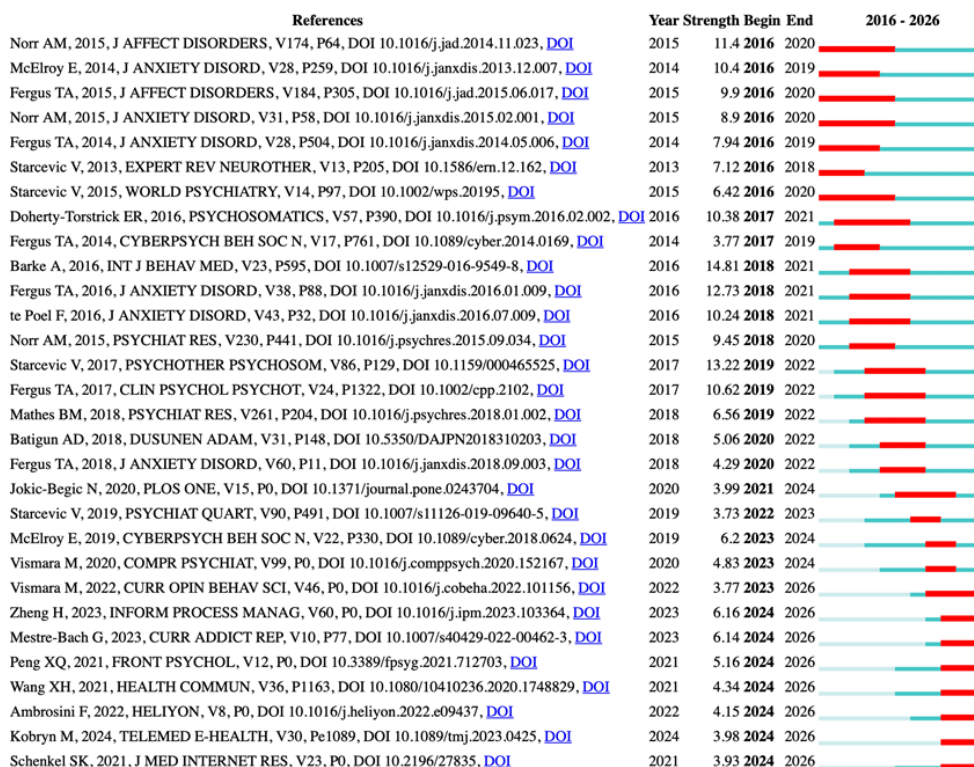 References Year Strength Begin End 2016 - 2026
Norr AM, 2015, J AFFECT DISORDERS, V174, P64, DOI 10.1016/j.jad.2014.11.023, DOI 2015 11.4 2016 2020
McElroy E, 2014, J ANXIETY DISORD, V28, P259, DOI 10.1016/j.janxdis.2013.12.007, DOI 2014 10.4 2016 2019
Fergus TA, 2015, J AFFECT DISORDERS, V184, P305, DOI 10.1016/j.jad.2015.06.017, DOI 2015 9.9 2016 2020
Norr AM, 2015, J ANXIETY DISORD, V31, P58, DOI 10.1016/j.janxdis.2015.02.001, DOI 2015 8.9 2016 2020
Fergus TA, 2014, J ANXIETY DISORD, V28, P504, DOI 10.1016/j.janxdis.2014.05.006, DOI 2014 7.94 2016 2019
Starcevic V, 2013, EXPERT REV NEUROTHER, V13, P205, DOI 10.1586/ern.12.162, DOI 2013 7.12 2016 2018
Starcevic V, 2015, WORLD PSYCHIATRY, V14, P97, DOI 10.1002/wps.20195, DOI 2015 6.42 2016 2020
Doherty-Torstrick ER, 2016, PSYCHOSOMATICS, V57, P390, DOI 10.1016/j.psym.2016.02.002, DOI 2016 10.38 2017 2021
Fergus TA, 2014, CYBERPSYCH BEH SOC N, V17, P761, DOI 10.1089/cyber.2014.0169, DOI 2014 3.77 2017 2019
Barke A, 2016, INT J BEHAV MED, V23, P595, DOI 10.1007/s12529-016-9549-8, DOI 2016 14.81 2018 2021
Fergus TA, 2016, J ANXIETY DISORD, V38, P88, DOI 10.1016/j.janxdis.2016.01.009, DOI 2016 12.73 2018 2021
te Poel F, 2016, J ANXIETY DISORD, V43, P32, DOI 10.1016/j.janxdis.2016.07.009, DOI 2016 10.24 2018 2021
Norr AM, 2015, PSYCHIAT RES, V230, P441, DOI 10.1016/j.psychres.2015.09.034, DOI 2015 9.45 2018 2020
Starcevic V, 2017, PSYCHOTHER PSYCHOSOM, V86, P129, DOI 10.1159/000465525, DOI 2017 13.22 2019 2022
Fergus TA, 2017, CLIN PSYCHOL PSYCHOT, V24, P1322, DOI 10.1002/cpp.2102, DOI 2017 10.62 2019 2022
Mathes BM, 2018, PSYCHIAT RES, V261, P204, DOI 10.1016/j.psychres.2018.01.002, DOI 2018 6.56 2019 2022
Batigun AD, 2018, DUSUNEN ADAM, V31, P148, DOI 10.5350/DAJPN2018310203, DOI 2018 5.06 2020 2022
Fergus TA, 2018, J ANXIETY DISORD, V60, P11, DOI 10.1016/j.janxdis.2018.09.003, DOI 2018 4.29 2020 2022
Jokic-Begic N, 2020, PLOS ONE, V15, P0, DOI 10.1371/journal.pone.0243704, DOI 2020 3.99 2021 2024
Starcevic V, 2019, PSYCHIAT QUART, V90, P491, DOI 10.1007/s11126-019-09640-5, DOI 2019 3.73 2022 2023
McElroy E, 2019, CYBERPSYCH BEH SOC N, V22, P330, DOI 10.1089/cyber.2018.0624, DOI 2019 6.2 2023 2024
Vismara M, 2020, COMPR PSYCHIAT, V99, P0, DOI 10.1016/j.comppsych.2020.152167, DOI 2020 4.83 2023 2024
Vismara M, 2022, CURR OPIN BEHAV SCI, V46, P0, DOI 10.1016/j.cobeha.2022.101156, DOI 2022 3.77 2023 2026
Zheng H, 2023, INFORM PROCESS MANAG, V60, P0, DOI 10.1016/j.ipm.2023.103364, DOI 2023 6.16 2024 2026
Mestre-Bach G, 2023, CURR ADDICT REP, V10, P77, DOI 10.1007/s40429-022-00462-3, DOI 2023 6.14 2024 2026
Peng XQ, 2021, FRONT PSYCHOL, V12, P0, DOI 10.3389/fpsyg.2021.712703, DOI 2021 5.16 2024 2026
Wang XH, 2021, HEALTH COMMUN, V36, P1163, DOI 10.1080/10410236.2020.1748829, DOI 2021 4.34 2024 2026
Ambrosini F, 2022, HELIYON, V8, P0, DOI 10.1016/j.heliyon.2022.e09437, DOI 2022 4.15 2024 2026
Kobryn M, 2024, TELEMED E-HEALTH, V30, Pe1089, DOI 10.1089/tmj.2023.0425, DOI 2024 3.98 2024 2026
Schenkel SK, 2021, J MED INTERNET RES, V23, P0, DOI 10.2196/27835, DOI 2021 3.93 2024 2026